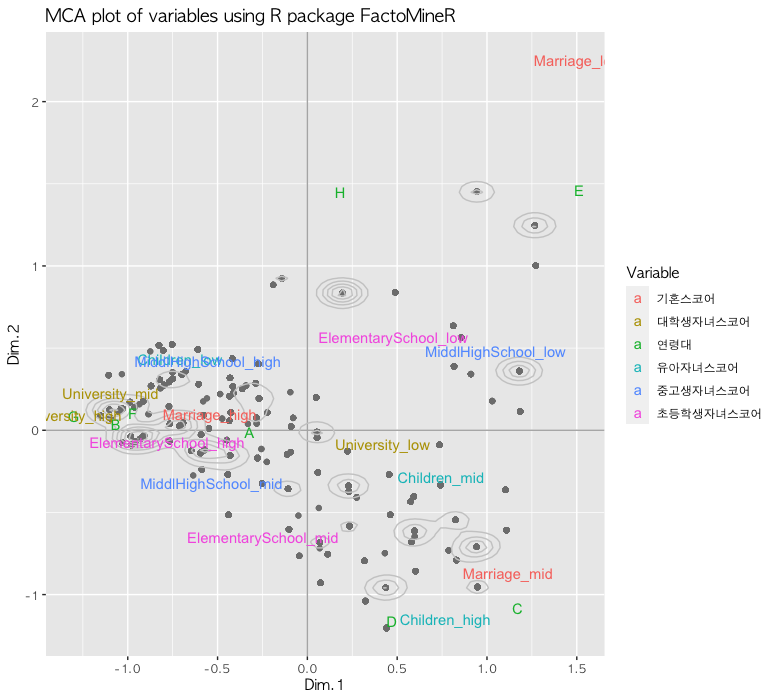 MCA plot of variables using R package FactoMineR
Marriage_l
2
H
E
1
ElementarySchool_low
MiddlHighSchool_low
Children_low
MiddlHighSchool_high
University_mid
versity_high
G
F
B
Marriage_high
A
0
ElementarySchool_high
University_low
MiddlHighSchool_mid
Children_mid
ElementarySchool_mid
Marriage_mid
-1
C
D
Children_high
-1.0
-0.5
0.0
0.5
1.0
1.5
Dim.1
Dim.2
Variable
a 기혼스코어
a 대학생자녀스코어
a 연령대
a 유아자녀스코어
a 중고생자녀스코어
a 초등학생자녀스코어